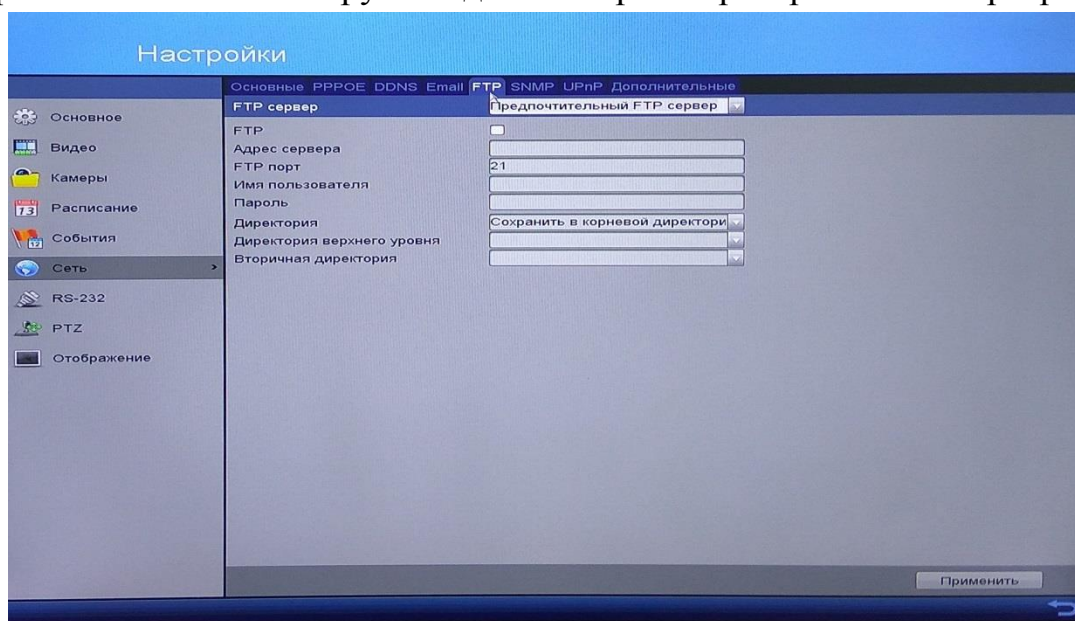 Настройки
Основные PPPOE DDNS Email FTP SNMP UPnP Дополнительные
FTP сервер Предпочтительный FTP сервер
FTP
Адрес сервера
FTP порт 21
Имя пользователя
Пароль
Директория Сохранить в корневой директори
Директория верхнего уровня
Вторичная директория
Основное
Видео
Камеры
13 Расписание
12 События
Сеть >
RS-232
PTZ
Отображение
Применить